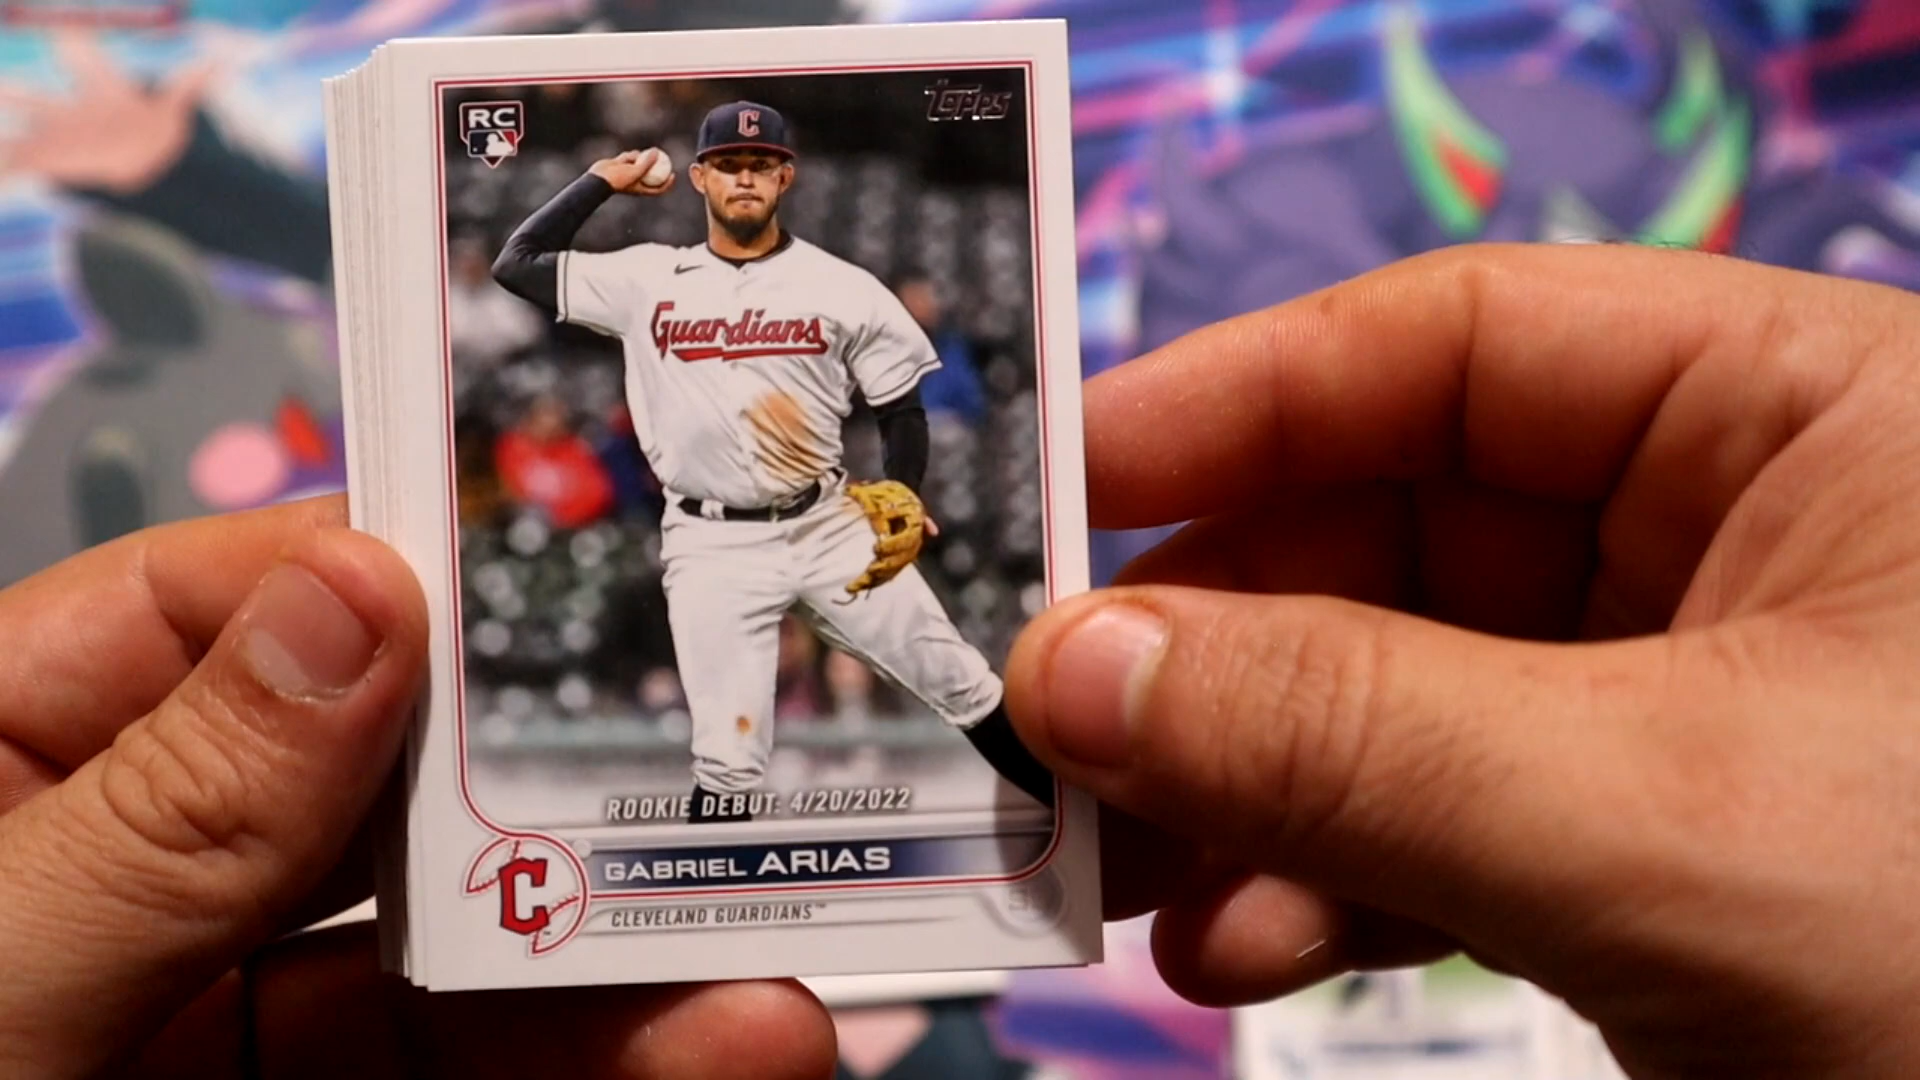 RC
Topps
C
Guardians
ROOKIE DEBUT: 4/20/2022
GABRIEL ARIAS
C
CLEVELAND GUARDIANS™